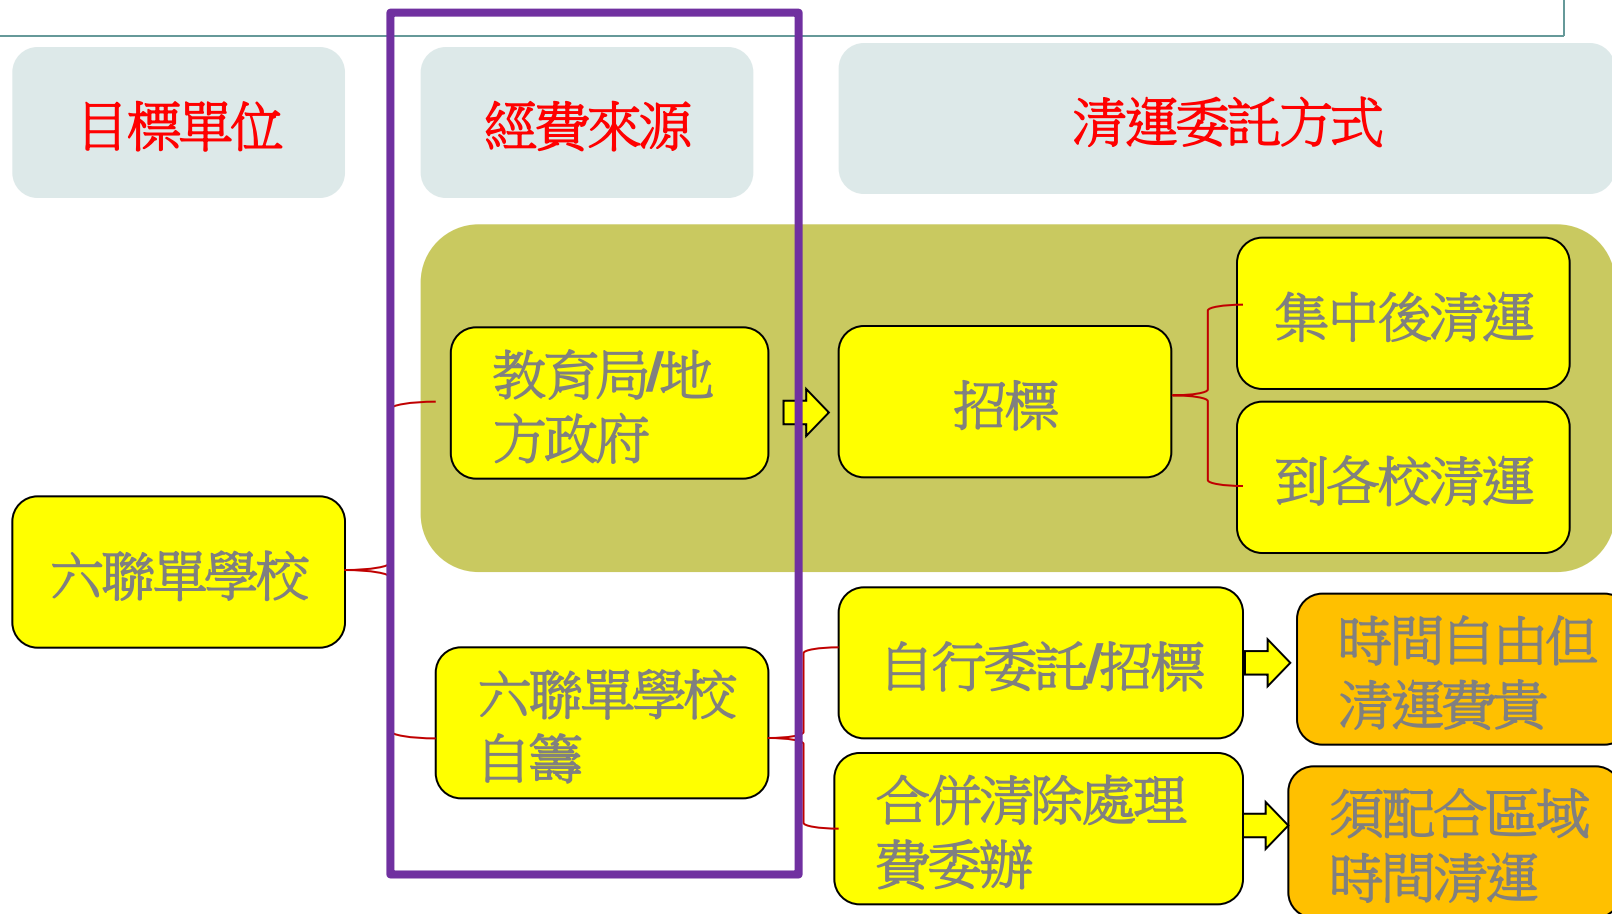 目標單位
經費來源
清運委託方式
教育局/地
方政府
招標
集中後清運
到各校清運
六聯單學校
六聯單學校
自籌
自行委託/招標
時間自由但
清運費貴
合併清除處理
費委辦
須配合區域
時間清運